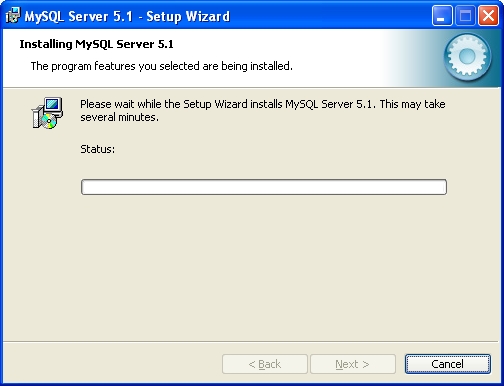 MySQL Server 5.1 - Setup Wizard
Installing MySQL Server 5.1
The program features you selected are being installed.
Please wait while the Setup Wizard installs MySQL Server 5.1. This may take
several minutes.
Status:
< Back Next > Cancel